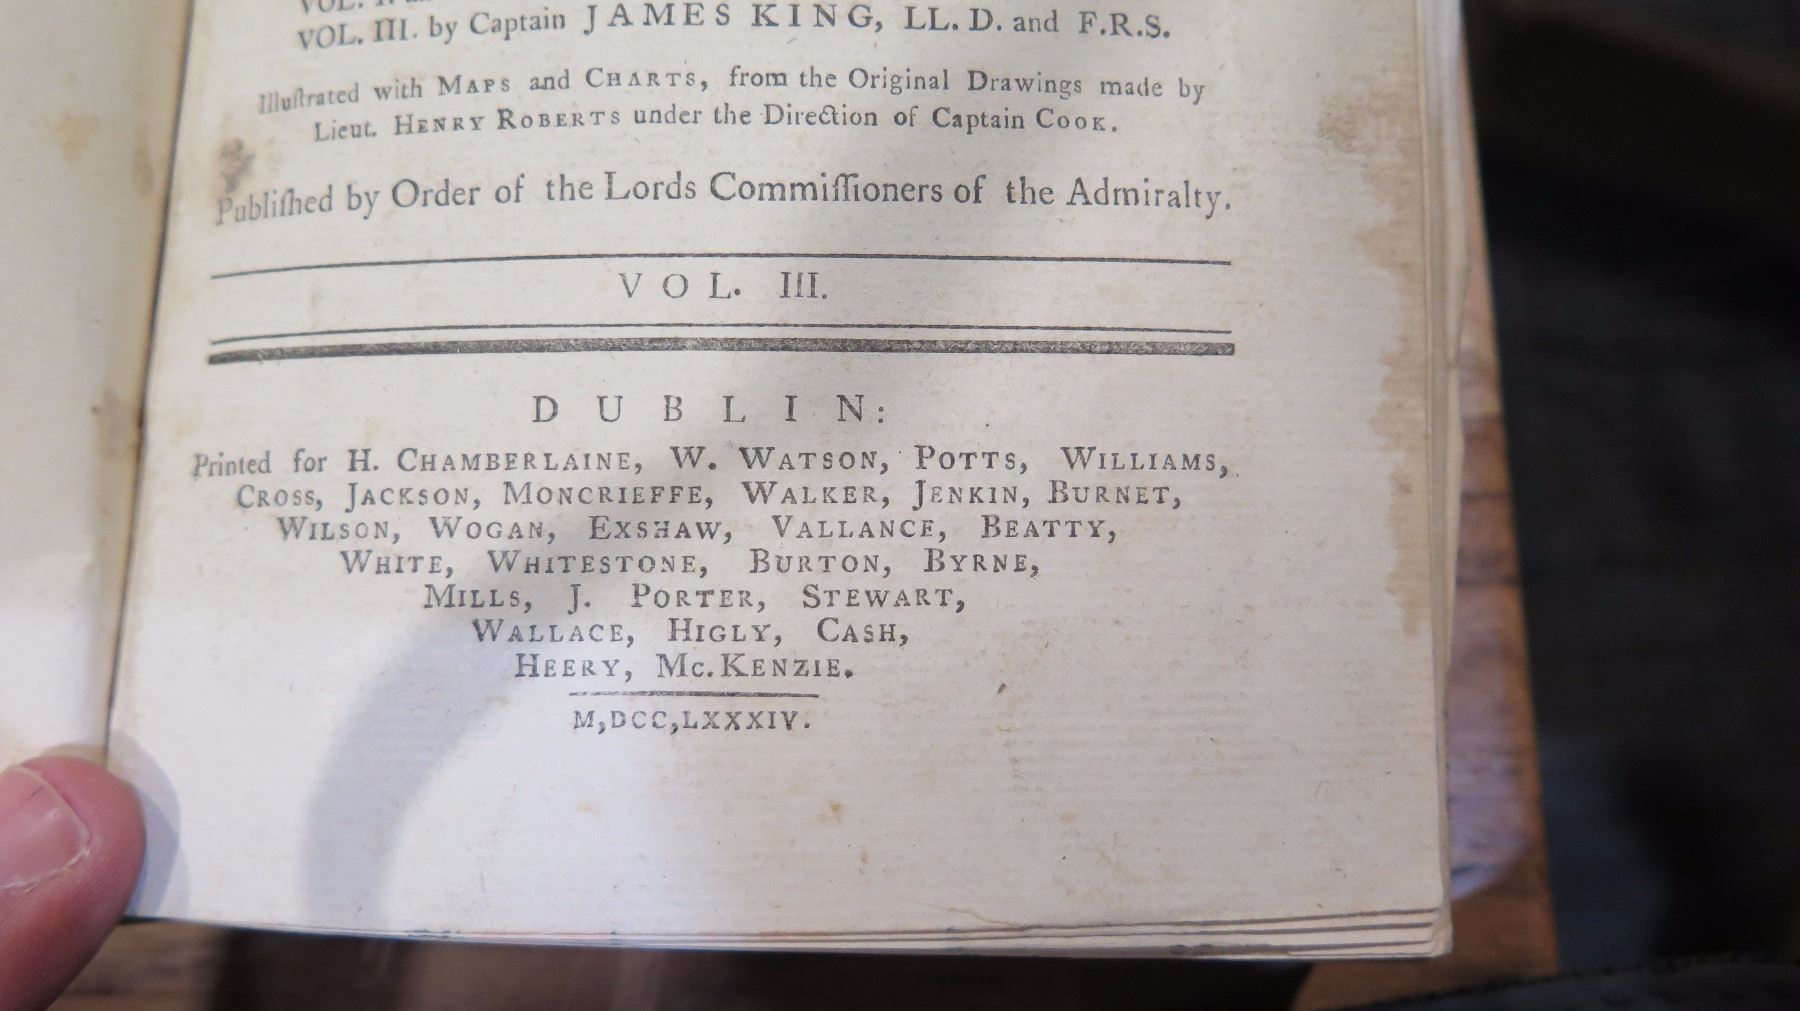 VOL. I.
VOL. III. by Captain JAMES KING, LL. D. and F.R.S.
Illuſtrated with MAPS and CHARTS, from the Original Drawings made by
Lieut. HENRY ROBERTS under the Direction of Captain COOK.
Publiſhed by Order of the Lords Commiſſioners of the Admiralty.
VOL. III.
DUBLIN:
Printed for H. CHAMBERLAINE, W. WATSON, POTTS, WILLIAMS,
CROSS, JACKSON, MONCRIEFFE, WALKER, JENKIN, BURNET,
WILSON, WOGAN, EXSHAW, VALLANCE, BEATTY,
WHITE, WHITESTONE, BURTON, BYRNE,
MILLS, J. PORTER, STEWART,
WALLACE, HIGLY, CASH,
HEERY, Mc.KENZIE.
M,DCC,LXXXIV.